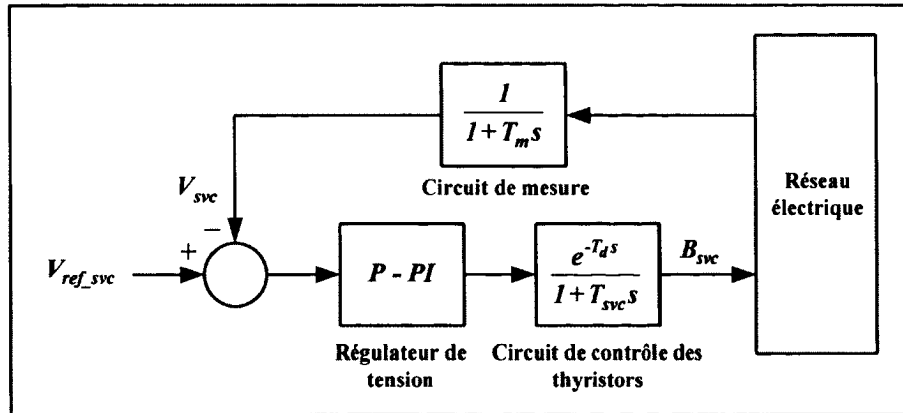 1
1 + T_m s
Circuit de mesure
Réseau
électrique
V_svc
−
+
V_ref_svc
P - PI
e^-T_d s
1 + T_svc s
B_svc
Régulateur de
tension
Circuit de contrôle des
thyristors